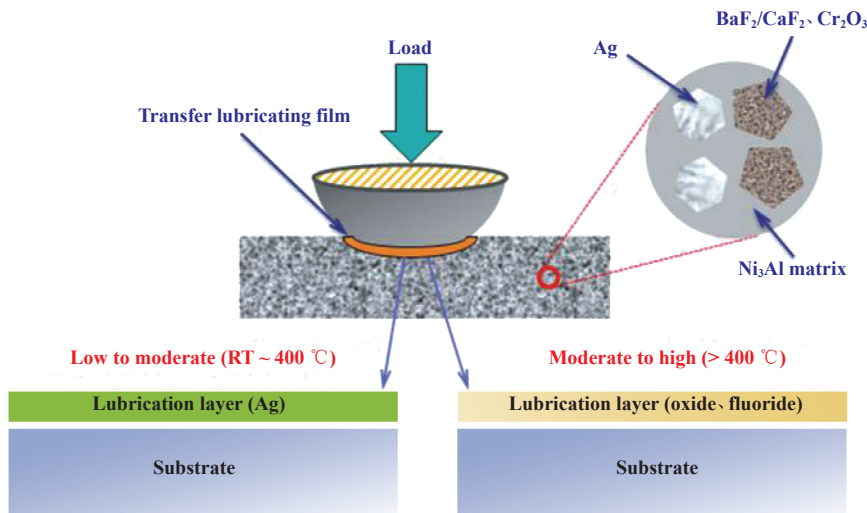 BaF₂/CaF₂、Cr₂O₃
Ag
Load
Transfer lubricating film
Ni₃Al matrix
Low to moderate (RT ~ 400 ℃)
Moderate to high (> 400 ℃)
Lubrication layer (Ag)
Lubrication layer (oxide、fluoride)
Substrate
Substrate